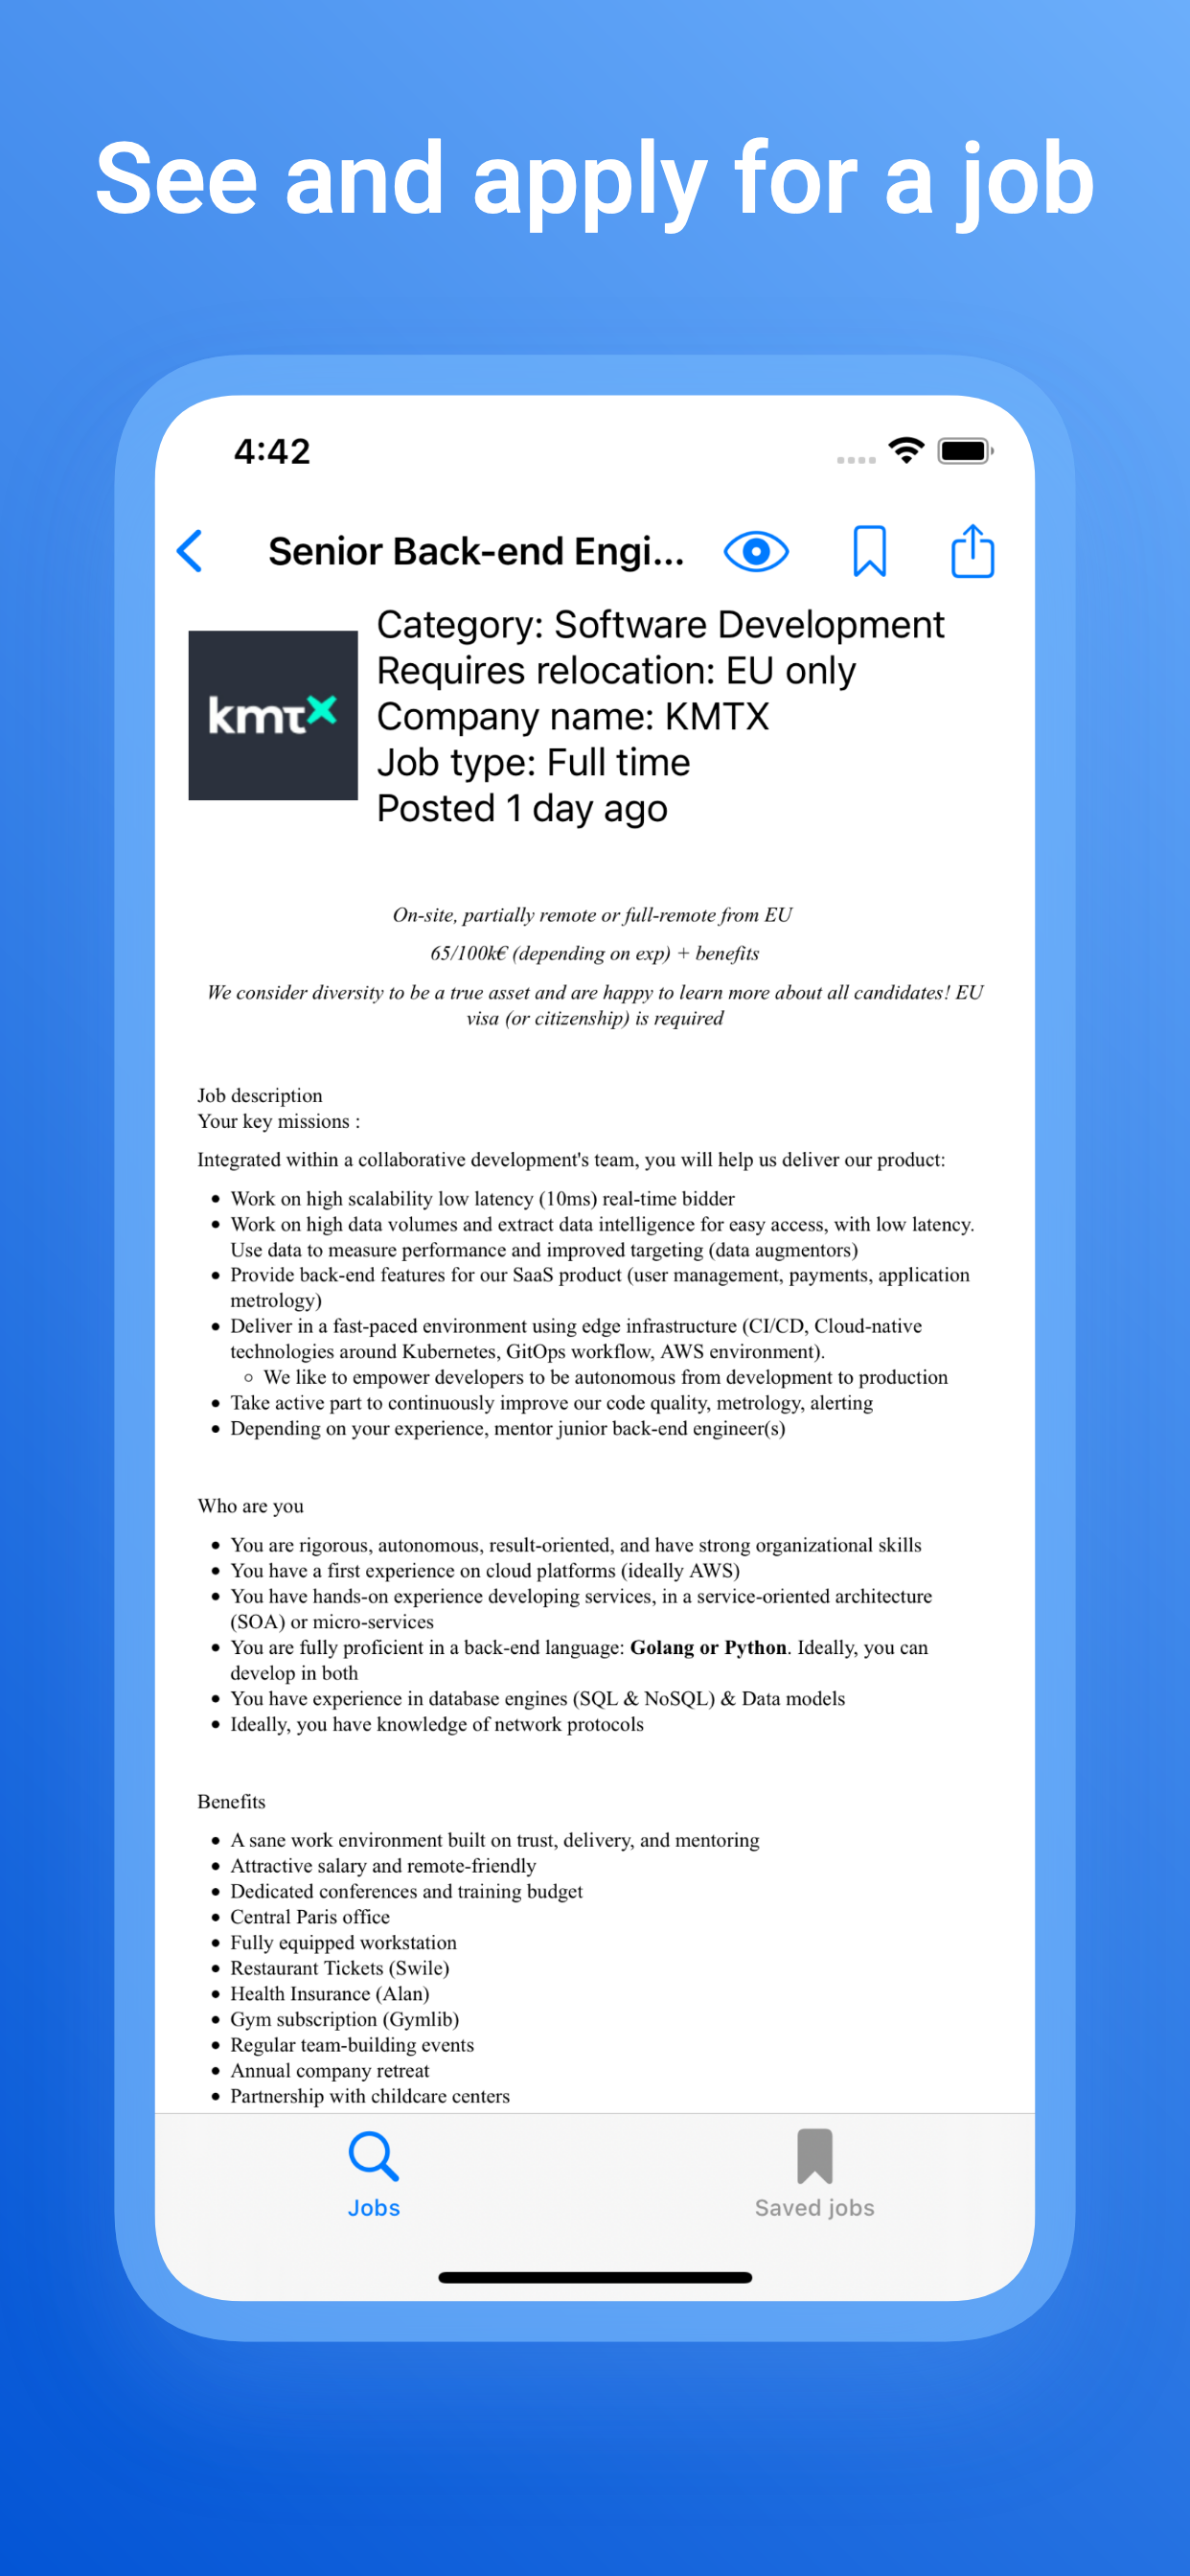 See and apply for a job
4:42
Senior Back-end Engi...
kmτx
Category: Software Development
Requires relocation: EU only
Company name: KMTX
Job type: Full time
Posted 1 day ago
On-site, partially remote or full-remote from EU
65/100k€ (depending on exp) + benefits
We consider diversity to be a true asset and are happy to learn more about all candidates! EU
visa (or citizenship) is required
Job description
Your key missions :
Integrated within a collaborative development's team, you will help us deliver our product:
• Work on high scalability low latency (10ms) real-time bidder
• Work on high data volumes and extract data intelligence for easy access, with low latency.
Use data to measure performance and improved targeting (data augmentors)
• Provide back-end features for our SaaS product (user management, payments, application
metrology)
• Deliver in a fast-paced environment using edge infrastructure (CI/CD, Cloud-native
technologies around Kubernetes, GitOps workflow, AWS environment).
◦ We like to empower developers to be autonomous from development to production
• Take active part to continuously improve our code quality, metrology, alerting
• Depending on your experience, mentor junior back-end engineer(s)
Who are you
• You are rigorous, autonomous, result-oriented, and have strong organizational skills
• You have a first experience on cloud platforms (ideally AWS)
• You have hands-on experience developing services, in a service-oriented architecture
(SOA) or micro-services
• You are fully proficient in a back-end language: Golang or Python. Ideally, you can
develop in both
• You have experience in database engines (SQL & NoSQL) & Data models
• Ideally, you have knowledge of network protocols
Benefits
• A sane work environment built on trust, delivery, and mentoring
• Attractive salary and remote-friendly
• Dedicated conferences and training budget
• Central Paris office
• Fully equipped workstation
• Restaurant Tickets (Swile)
• Health Insurance (Alan)
• Gym subscription (Gymlib)
• Regular team-building events
• Annual company retreat
• Partnership with childcare centers
Jobs
Saved jobs